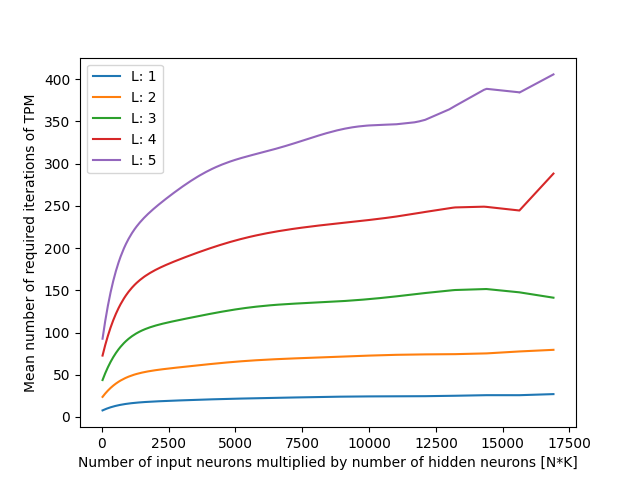 L: 1
L: 2
L: 3
L: 4
L: 5
Mean number of required iterations of TPM
400
350
300
250
200
150
100
50
0
0 2500 5000 7500 10000 12500 15000 17500
Number of input neurons multiplied by number of hidden neurons [N*K]